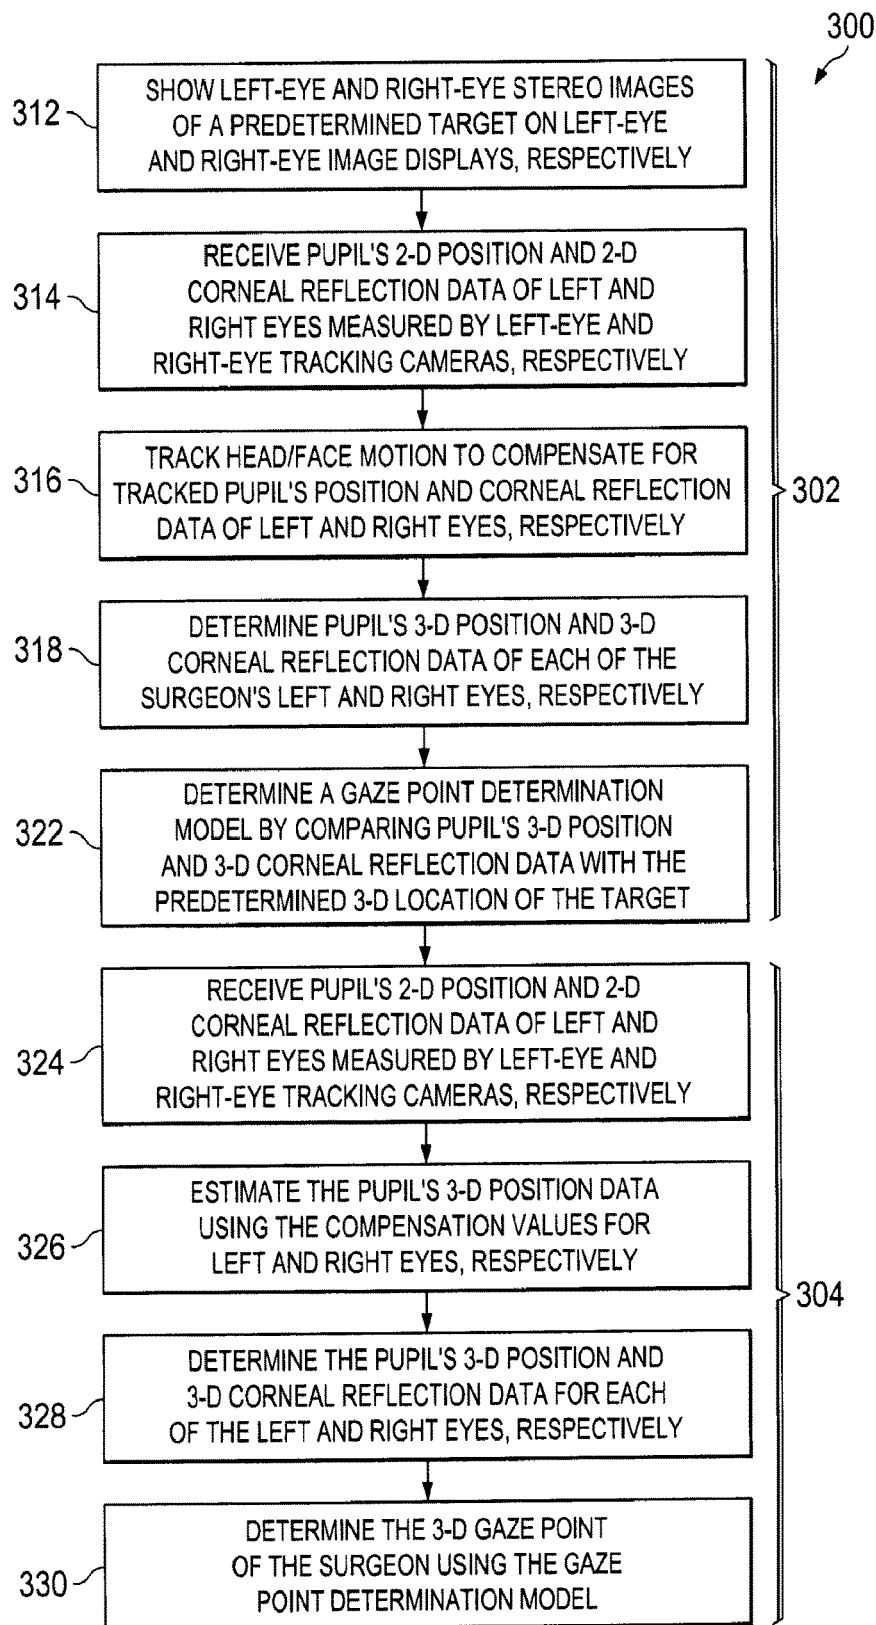 300
312
SHOW LEFT-EYE AND RIGHT-EYE STEREO IMAGES
OF A PREDETERMINED TARGET ON LEFT-EYE
AND RIGHT-EYE IMAGE DISPLAYS, RESPECTIVELY
314
RECEIVE PUPIL'S 2-D POSITION AND 2-D
CORNEAL REFLECTION DATA OF LEFT AND
RIGHT EYES MEASURED BY LEFT-EYE AND
RIGHT-EYE TRACKING CAMERAS, RESPECTIVELY
316
TRACK HEAD/FACE MOTION TO COMPENSATE FOR
TRACKED PUPIL'S POSITION AND CORNEAL REFLECTION
DATA OF LEFT AND RIGHT EYES, RESPECTIVELY
302
318
DETERMINE PUPIL'S 3-D POSITION AND 3-D
CORNEAL REFLECTION DATA OF EACH OF THE
SURGEON'S LEFT AND RIGHT EYES, RESPECTIVELY
322
DETERMINE A GAZE POINT DETERMINATION
MODEL BY COMPARING PUPIL'S 3-D POSITION
AND 3-D CORNEAL REFLECTION DATA WITH THE
PREDETERMINED 3-D LOCATION OF THE TARGET
324
RECEIVE PUPIL'S 2-D POSITION AND 2-D
CORNEAL REFLECTION DATA OF LEFT AND
RIGHT EYES MEASURED BY LEFT-EYE AND
RIGHT-EYE TRACKING CAMERAS, RESPECTIVELY
326
ESTIMATE THE PUPIL'S 3-D POSITION DATA
USING THE COMPENSATION VALUES FOR
LEFT AND RIGHT EYES, RESPECTIVELY
304
328
DETERMINE THE PUPIL'S 3-D POSITION AND
3-D CORNEAL REFLECTION DATA FOR EACH
OF THE LEFT AND RIGHT EYES, RESPECTIVELY
330
DETERMINE THE 3-D GAZE POINT
OF THE SURGEON USING THE GAZE
POINT DETERMINATION MODEL